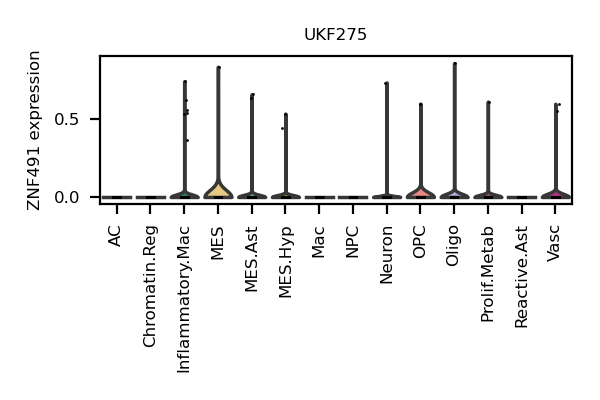 UKF275
ZNF491 expression
0.5
0.0
AC
Chromatin.Reg
Inflammatory.Mac
MES
MES.Ast
MES.Hyp
Mac
NPC
Neuron
OPC
Oligo
Prolif.Metab
Reactive.Ast
Vasc